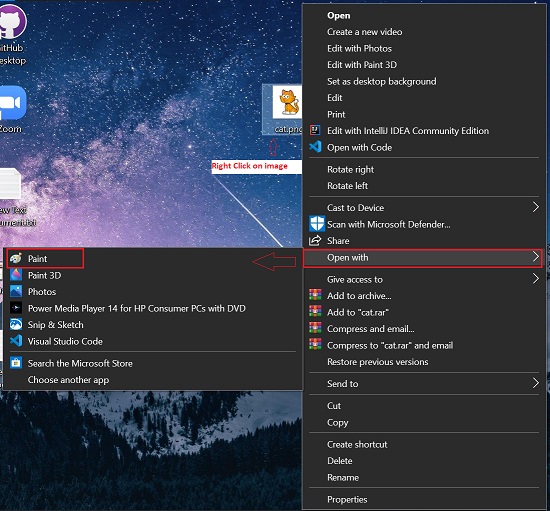 itHub
esktop
Zoom
ew Text
cument.txt
cat.png
Right Click on image
Open
Create a new video
Edit with Photos
Edit with Paint 3D
Set as desktop background
Edit
Print
Edit with IntelliJ IDEA Community Edition
Open with Code
Rotate right
Rotate left
Cast to Device
Scan with Microsoft Defender...
Share
Open with
Give access to
Add to archive...
Add to "cat.rar"
Compress and email...
Compress to "cat.rar" and email
Restore previous versions
Send to
Cut
Copy
Create shortcut
Delete
Rename
Properties
Paint
Paint 3D
Photos
Power Media Player 14 for HP Consumer PCs with DVD
Snip & Sketch
Visual Studio Code
Search the Microsoft Store
Choose another app